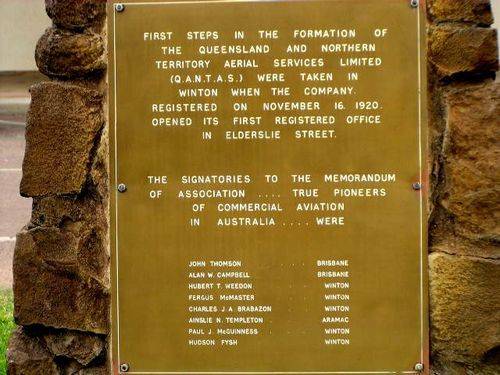 FIRST STEPS IN THE FORMATION OF
THE QUEENSLAND AND NORTHERN
TERRITORY AERIAL SERVICES LIMITED
(Q.A.N.T.A.S.) WERE TAKEN IN
WINTON WHEN THE COMPANY.
REGISTERED ON NOVEMBER 16. 1920.
OPENED ITS FIRST REGISTERED OFFICE
IN ELDERSLIE STREET.
THE SIGNATORIES TO THE MEMORANDUM
OF ASSOCIATION .... TRUE PIONEERS
OF COMMERCIAL AVIATION
IN AUSTRALIA .... WERE
JOHN THOMSON . . . BRISBANE
ALAN W. CAMPBELL . . BRISBANE
HUBERT T. WEEDON . . WINTON
FERGUS McMASTER . . WINTON
CHARLES J. A. BRABAZON . WINTON
AINSLIE N. TEMPLETON . . ARAMAC
PAUL J. McGUINNESS . . WINTON
HUDSON FYSH . . . WINTON